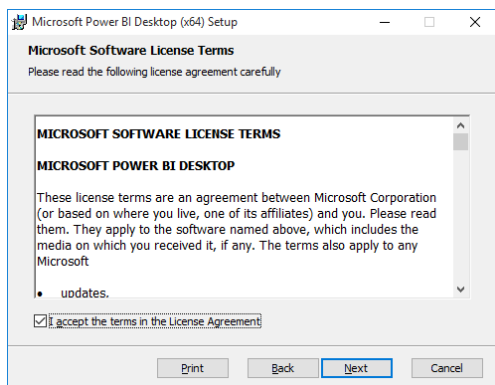 Microsoft Power BI Desktop (x64) Setup
Microsoft Software License Terms
Please read the following license agreement carefully
MICROSOFT SOFTWARE LICENSE TERMS
MICROSOFT POWER BI DESKTOP
These license terms are an agreement between Microsoft Corporation
(or based on where you live, one of its affiliates) and you. Please read
them. They apply to the software named above, which includes the
media on which you received it, if any. The terms also apply to any
Microsoft
• updates,
I accept the terms in the License Agreement
Print Back Next Cancel